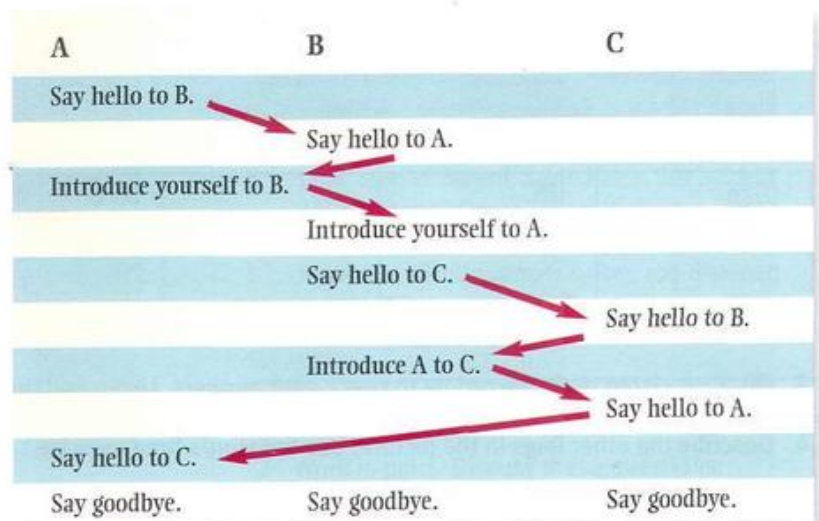 A B C
Say hello to B.
Say hello to A.
Introduce yourself to B.
Introduce yourself to A.
Say hello to C.
Say hello to B.
Introduce A to C.
Say hello to A.
Say hello to C.
Say goodbye. Say goodbye. Say goodbye.